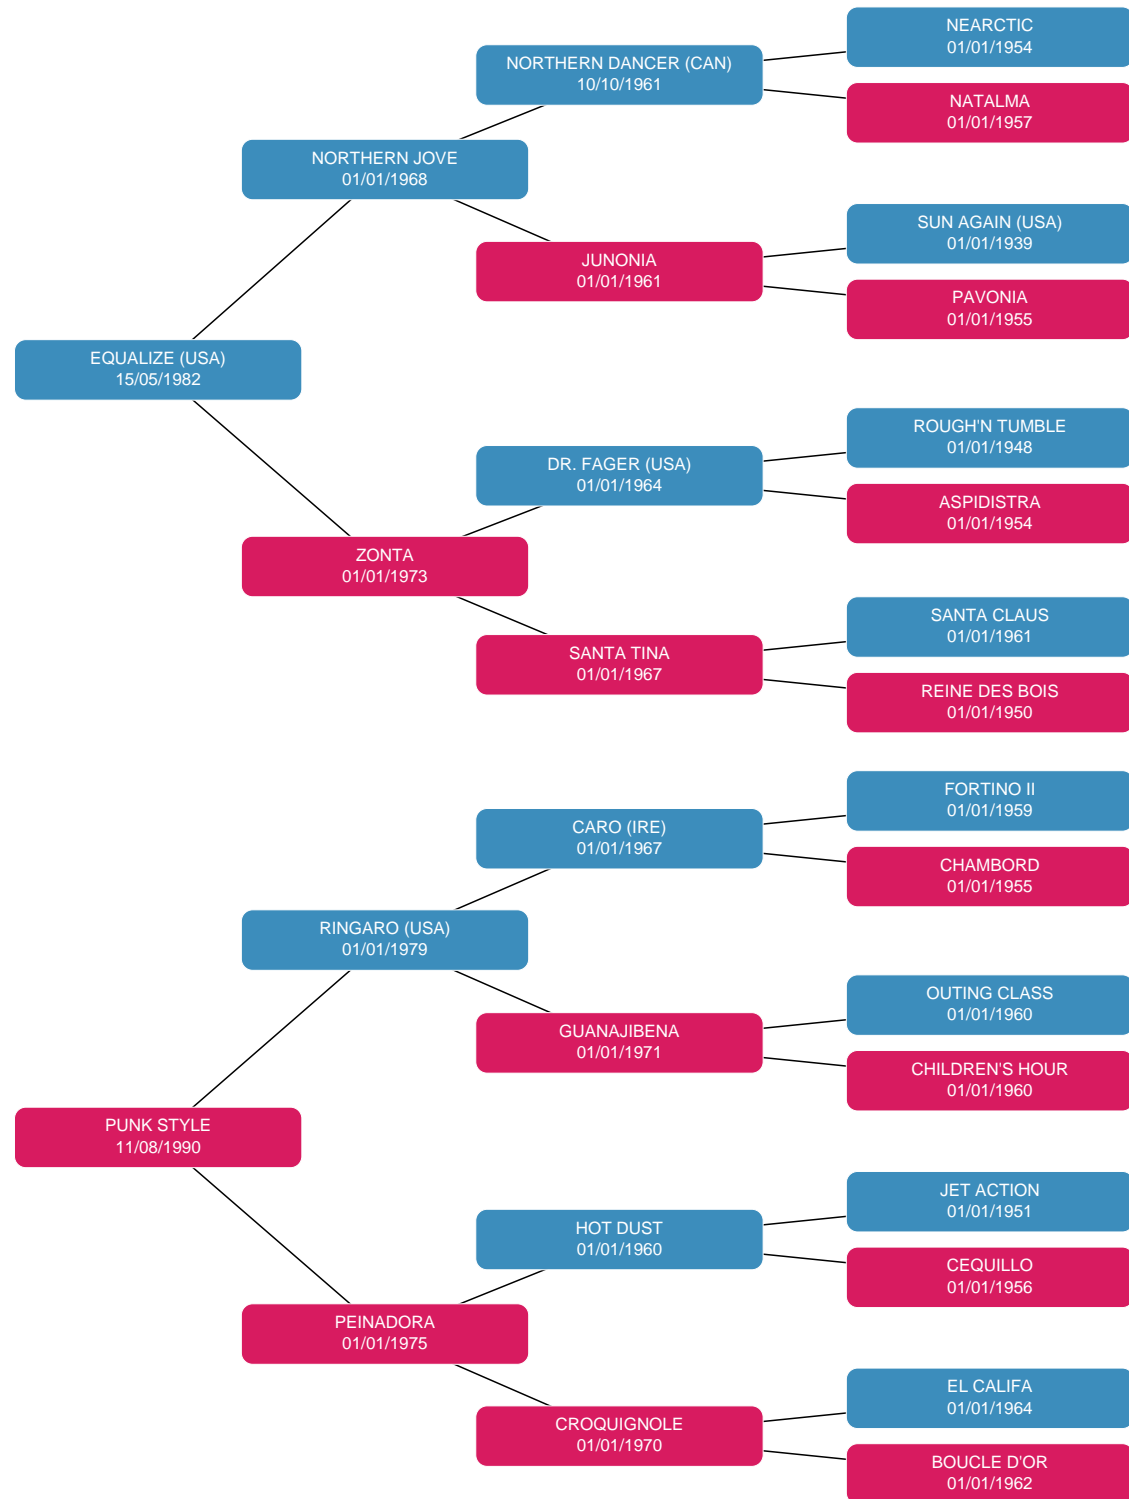 NEARCTIC
01/01/1954
NORTHERN DANCER (CAN)
10/10/1961
NATALMA
01/01/1957
NORTHERN JOVE
01/01/1968
SUN AGAIN (USA)
01/01/1939
JUNONIA
01/01/1961
PAVONIA
01/01/1955
EQUALIZE (USA)
15/05/1982
ROUGH'N TUMBLE
01/01/1948
DR. FAGER (USA)
01/01/1964
ASPIDISTRA
01/01/1954
ZONTA
01/01/1973
SANTA CLAUS
01/01/1961
SANTA TINA
01/01/1967
REINE DES BOIS
01/01/1950
FORTINO II
01/01/1959
CARO (IRE)
01/01/1967
CHAMBORD
01/01/1955
RINGARO (USA)
01/01/1979
OUTING CLASS
01/01/1960
GUANAJIBENA
01/01/1971
CHILDREN'S HOUR
01/01/1960
PUNK STYLE
11/08/1990
JET ACTION
01/01/1951
HOT DUST
01/01/1960
CEQUILLO
01/01/1956
PEINADORA
01/01/1975
EL CALIFA
01/01/1964
CROQUIGNOLE
01/01/1970
BOUCLE D'OR
01/01/1962